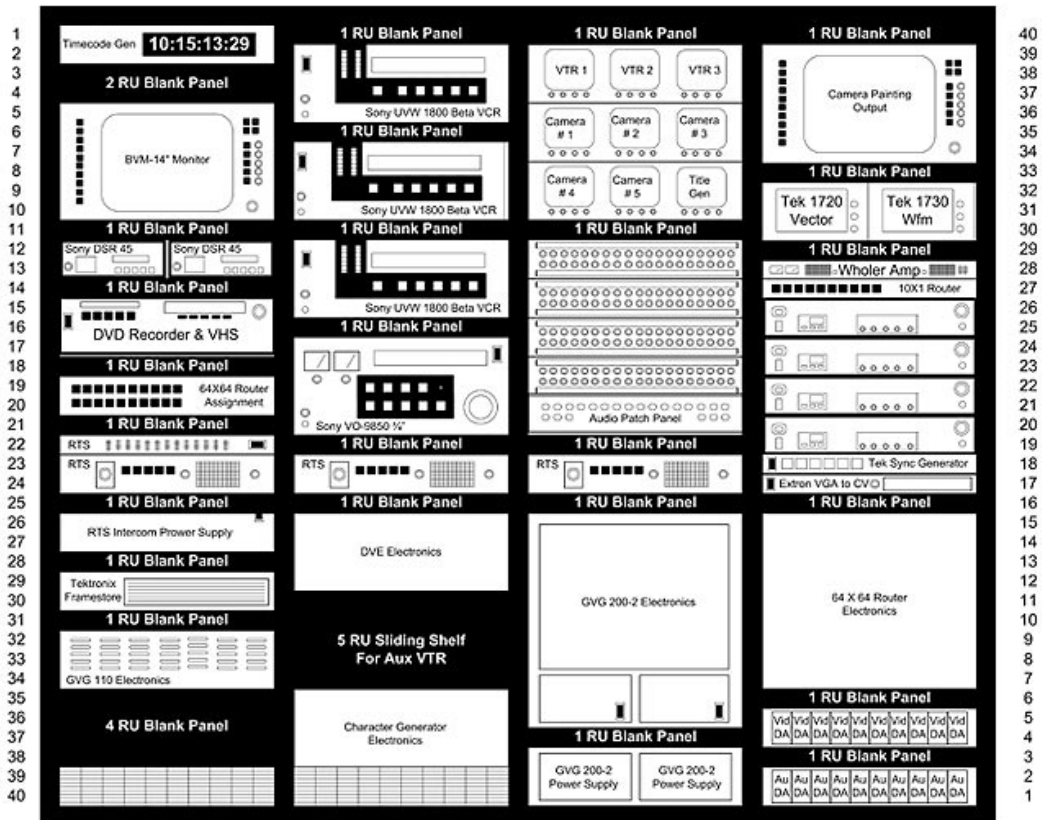 1
2
3
4
5
6
7
8
9
10
11
12
13
14
15
16
17
18
19
20
21
22
23
24
25
26
27
28
29
30
31
32
33
34
35
36
37
38
39
40
Timecode Gen 10:15:13:29
2 RU Blank Panel
BVM-14" Monitor
1 RU Blank Panel
Sony DSR 45 Sony DSR 45
1 RU Blank Panel
DVD Recorder & VHS
1 RU Blank Panel
64X64 Router
Assignment
1 RU Blank Panel
RTS
RTS
1 RU Blank Panel
RTS Intercom Prower Supply
1 RU Blank Panel
Tektronix
Framestore
1 RU Blank Panel
GVG 110 Electronics
4 RU Blank Panel
1 RU Blank Panel
Sony UVW 1800 Beta VCR
1 RU Blank Panel
Sony UVW 1800 Beta VCR
1 RU Blank Panel
Sony UVW 1800 Beta VCR
1 RU Blank Panel
Sony VO-9850 ¾"
1 RU Blank Panel
RTS
1 RU Blank Panel
DVE Electronics
5 RU Sliding Shelf
For Aux VTR
Character Generator
Electronics
1 RU Blank Panel
VTR 1 VTR 2 VTR 3
Camera Camera Camera
# 1 # 2 # 3
Camera Camera Title
# 4 # 5 Gen
1 RU Blank Panel
Audio Patch Panel
1 RU Blank Panel
RTS
1 RU Blank Panel
GVG 200-2 Electronics
1 RU Blank Panel
GVG 200-2 GVG 200-2
Power Supply Power Supply
1 RU Blank Panel
Camera Painting
Output
1 RU Blank Panel
Tek 1720 Tek 1730
Vector Wfm
1 RU Blank Panel
Wholer Amp
10X1 Router
Tek Sync Generator
Extron VGA to CV
1 RU Blank Panel
64 X 64 Router
Electronics
1 RU Blank Panel
Vid Vid Vid Vid Vid Vid Vid Vid Vid
DA DA DA DA DA DA DA DA DA
1 RU Blank Panel
Au Au Au Au Au Au Au Au Au
DA DA DA DA DA DA DA DA DA
40
39
38
37
36
35
34
33
32
31
30
29
28
27
26
25
24
23
22
21
20
19
18
17
16
15
14
13
12
11
10
9
8
7
6
5
4
3
2
1